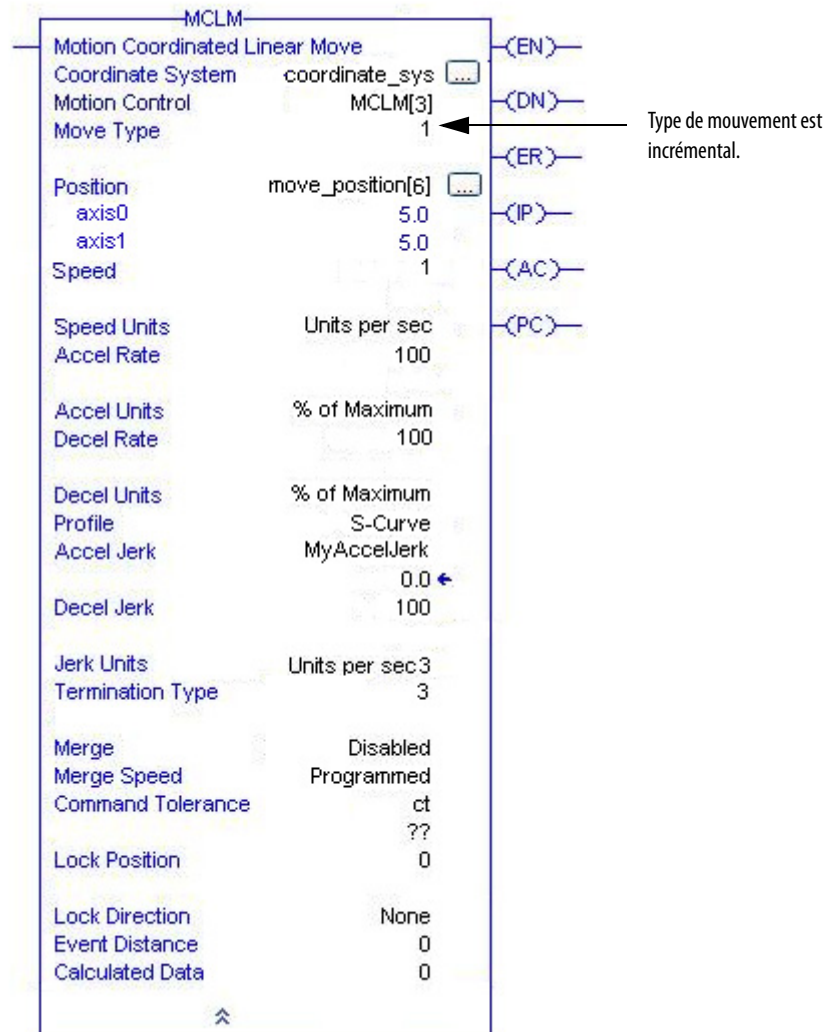 MCLM
Motion Coordinated Linear Move
(EN)
Coordinate System coordinate_sys ...
Motion Control MCLM[3]
(DN)
Move Type 1
Type de mouvement est
incrémental.
(ER)
Position move_position[6] ...
(IP)
axis0 5.0
axis1 5.0
Speed 1
(AC)
Speed Units Units per sec
(PC)
Accel Rate 100
Accel Units % of Maximum
Decel Rate 100
Decel Units % of Maximum
Profile S-Curve
Accel Jerk MyAccelJerk
0.0
Decel Jerk 100
Jerk Units Units per sec3
Termination Type 3
Merge Disabled
Merge Speed Programmed
Command Tolerance ct
??
Lock Position 0
Lock Direction None
Event Distance 0
Calculated Data 0